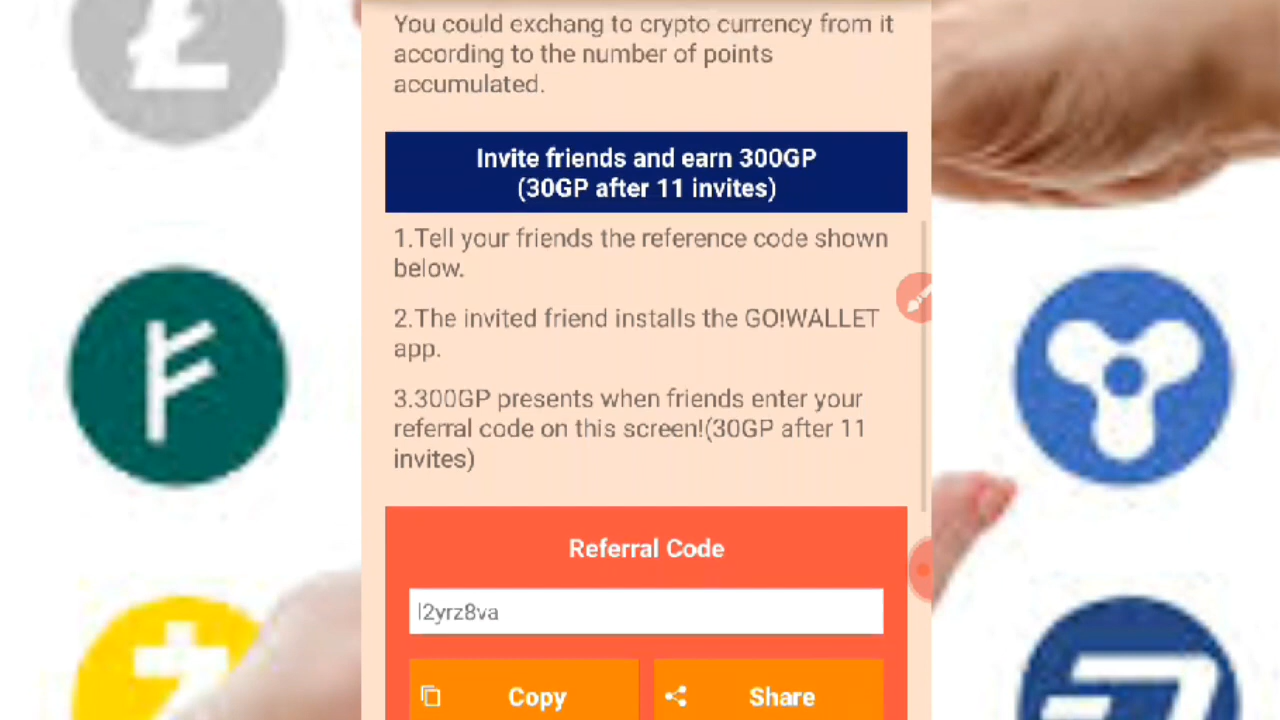 You could exchang to crypto currency from it
according to the number of points
accumulated.
Invite friends and earn 300GP
(30GP after 11 invites)
1.Tell your friends the reference code shown
below.
2.The invited friend installs the GO!WALLET
app.
3.300GP presents when friends enter your
referral code on this screen!(30GP after 11
invites)
Referral Code
l2yrz8va
Copy
Share